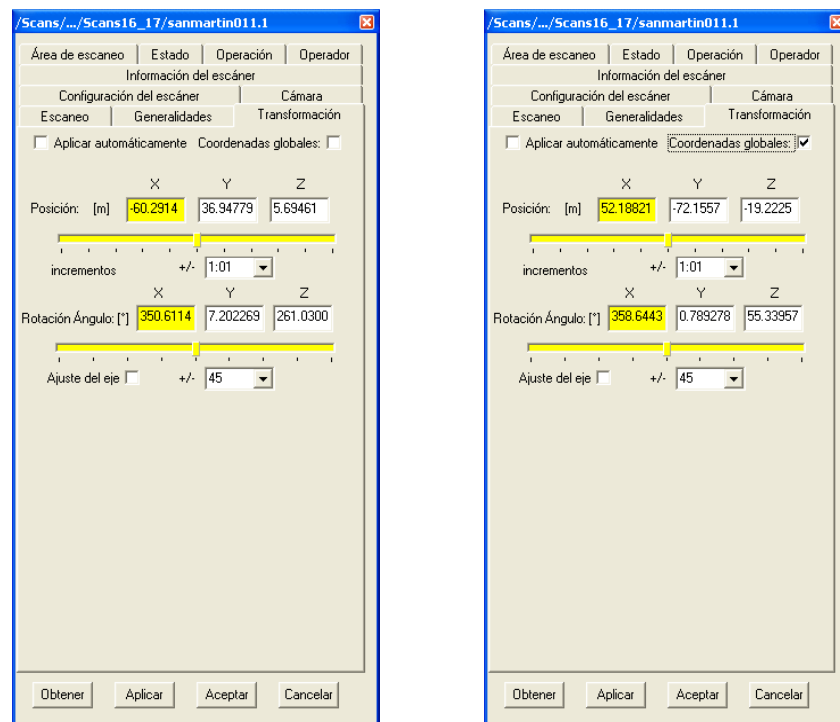 /Scans/.../Scans16_17/sanmartin011.1
Área de escaneo Estado Operación Operador
Información del escáner
Configuración del escáner Cámara
Escaneo Generalidades Transformación
Aplicar automáticamente Coordenadas globales:
X Y Z
Posición: [m] -60.2914 36.94779 5.69461
incrementos +/- 1:01
X Y Z
Rotación Ángulo: [°] 350.6114 7.202269 261.0300
Ajuste del eje +/- 45
Obtener Aplicar Aceptar Cancelar
/Scans/.../Scans16_17/sanmartin011.1
Área de escaneo Estado Operación Operador
Información del escáner
Configuración del escáner Cámara
Escaneo Generalidades Transformación
Aplicar automáticamente Coordenadas globales:
X Y Z
Posición: [m] 52.18821 -72.1557 -19.2225
incrementos +/- 1:01
X Y Z
Rotación Ángulo: [°] 358.6443 0.789278 55.33957
Ajuste del eje +/- 45
Obtener Aplicar Aceptar Cancelar